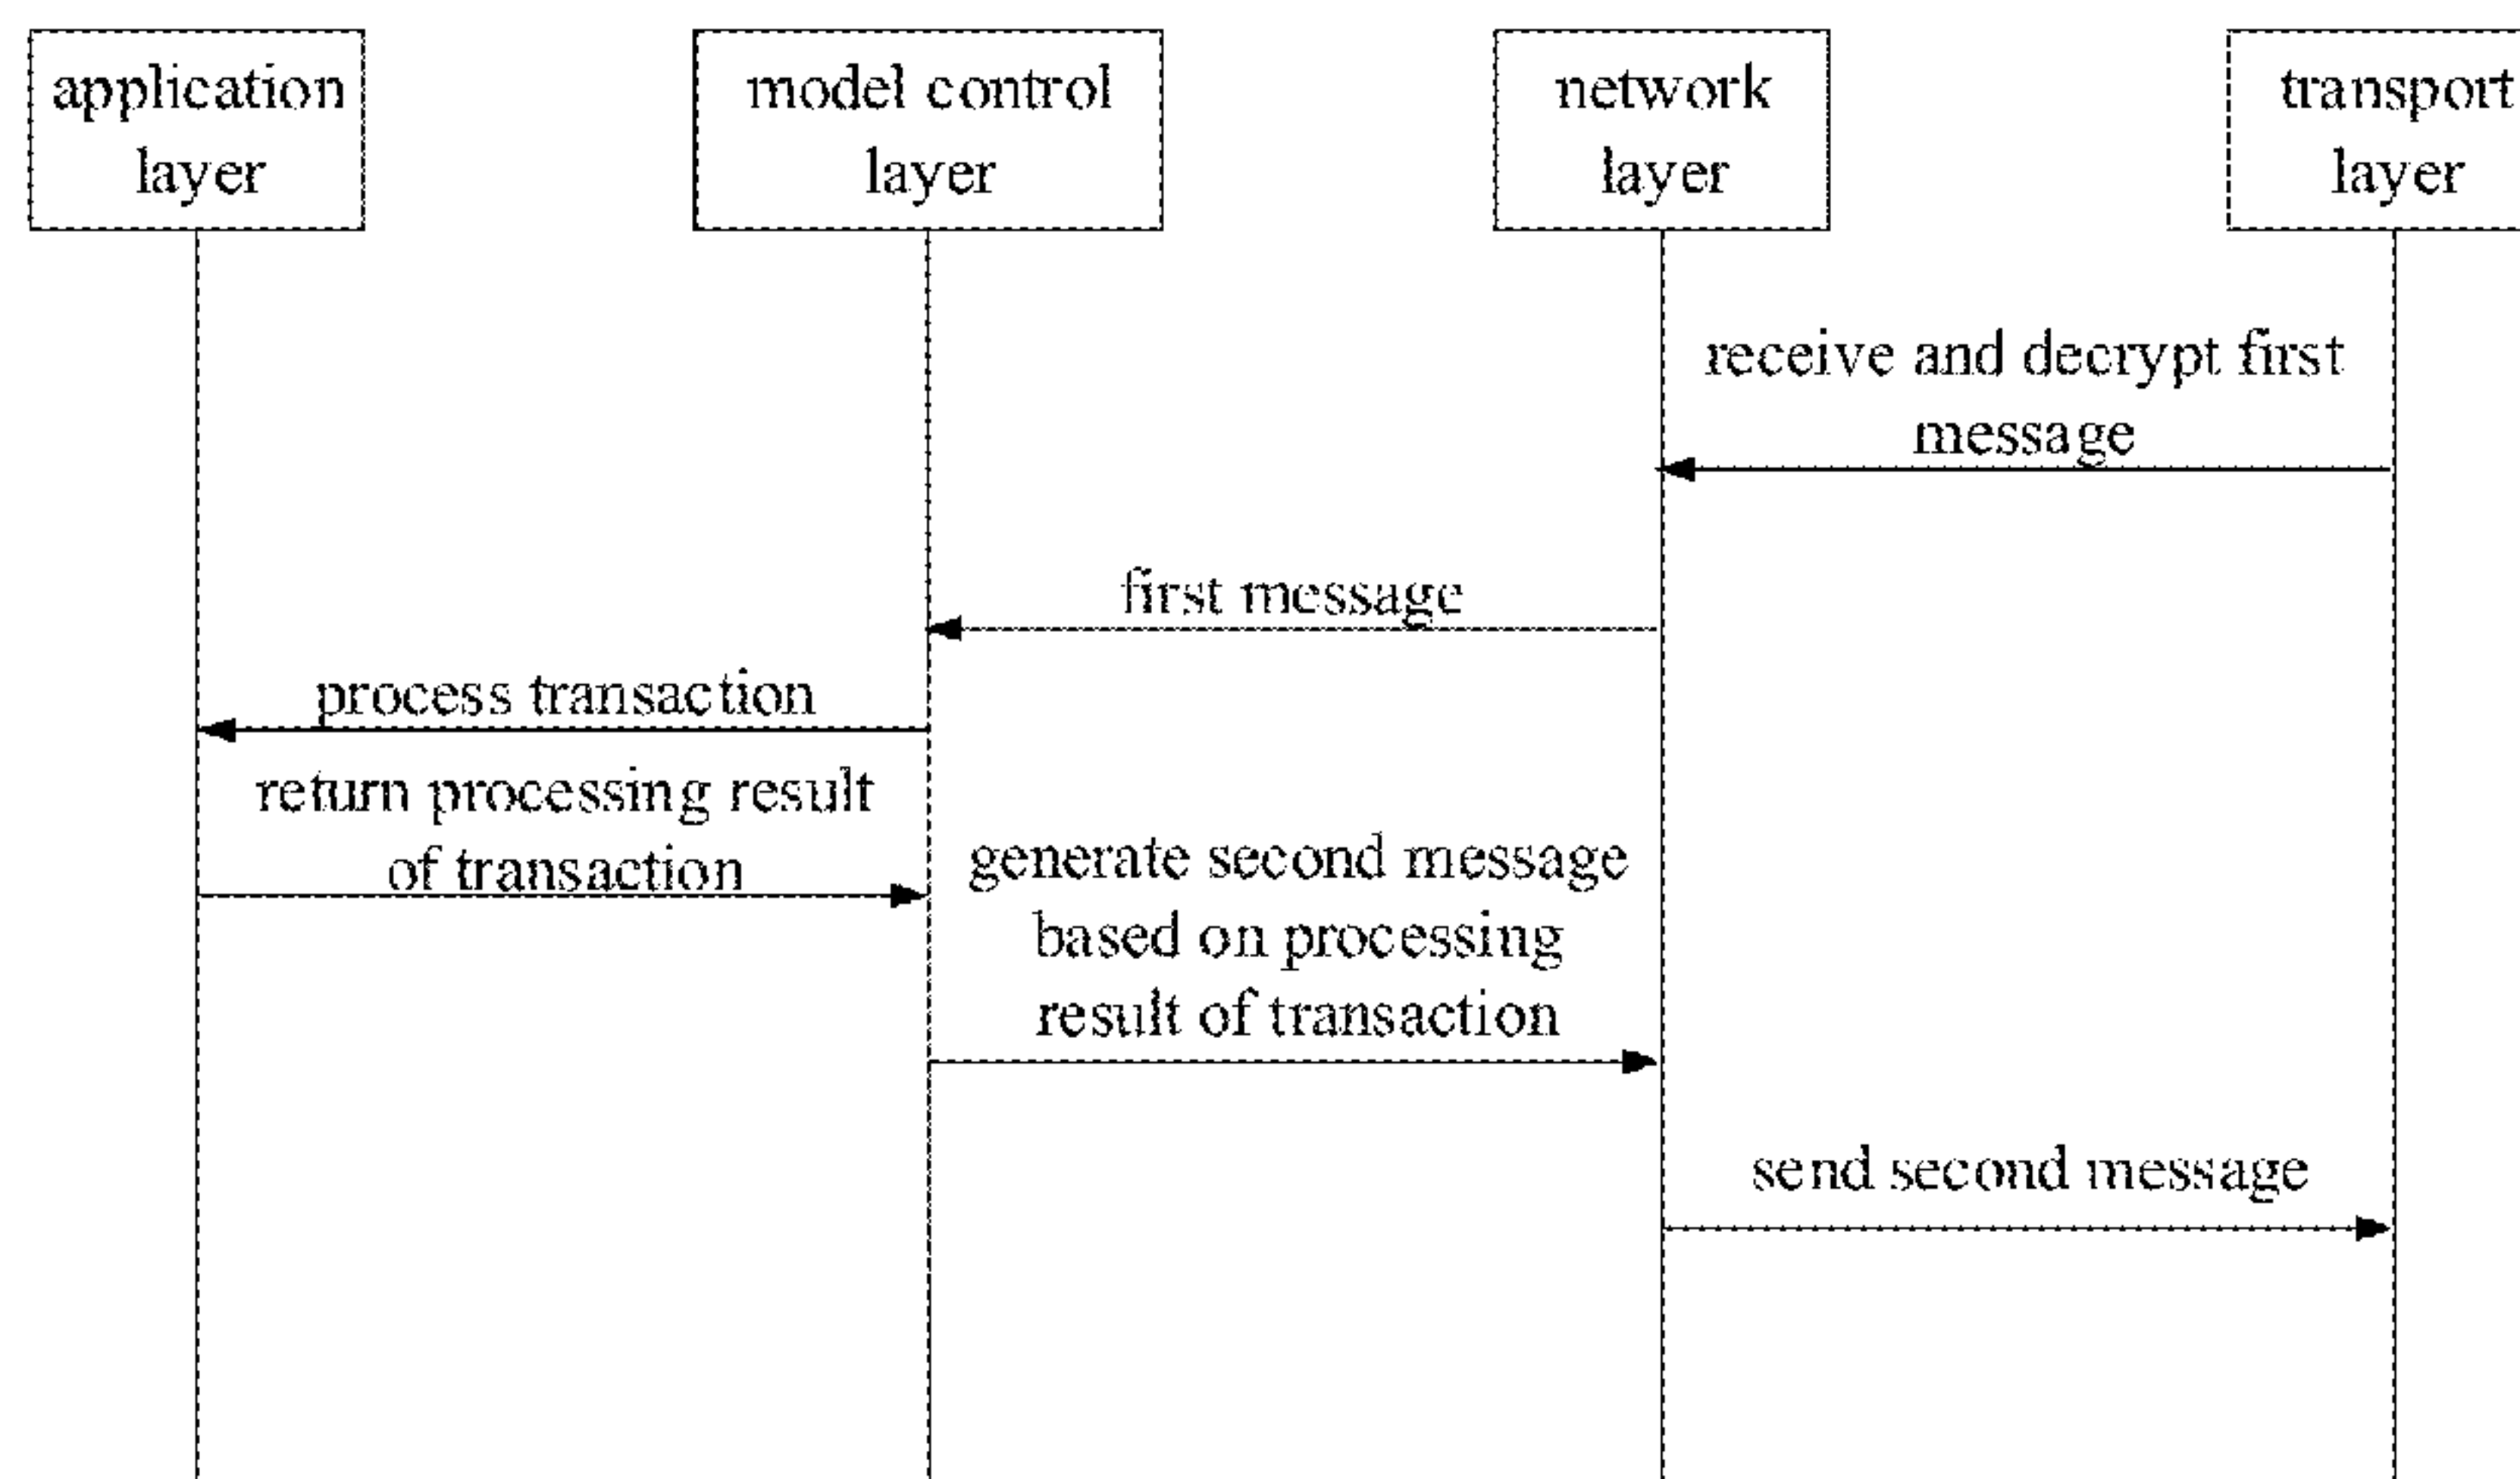 application
layer
model control
layer
network
layer
transport
layer
receive and decrypt first
message
first message
process transaction
return processing result
of transaction
generate second message
based on processing
result of transaction
send second message